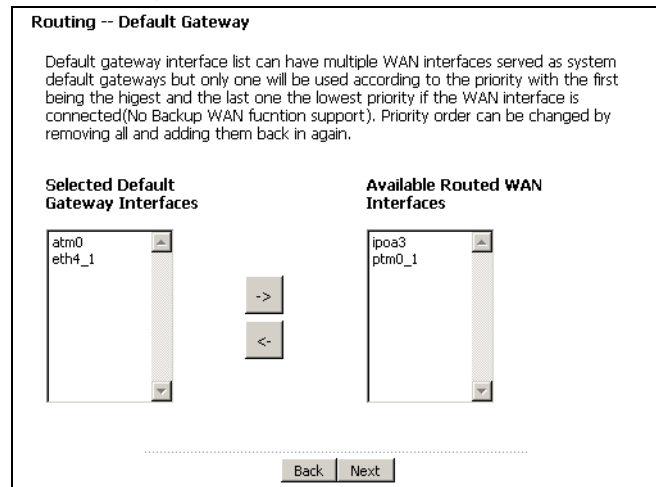 Routing -- Default Gateway
Default gateway interface list can have multiple WAN interfaces served as system
default gateways but only one will be used according to the priority with the first
being the higest and the last one the lowest priority if the WAN interface is
connected(No Backup WAN fucntion support). Priority order can be changed by
removing all and adding them back in again.
Selected Default
Gateway Interfaces
atm0
eth4_1
->
<-
Available Routed WAN
Interfaces
ipoa3
ptm0_1
Back Next